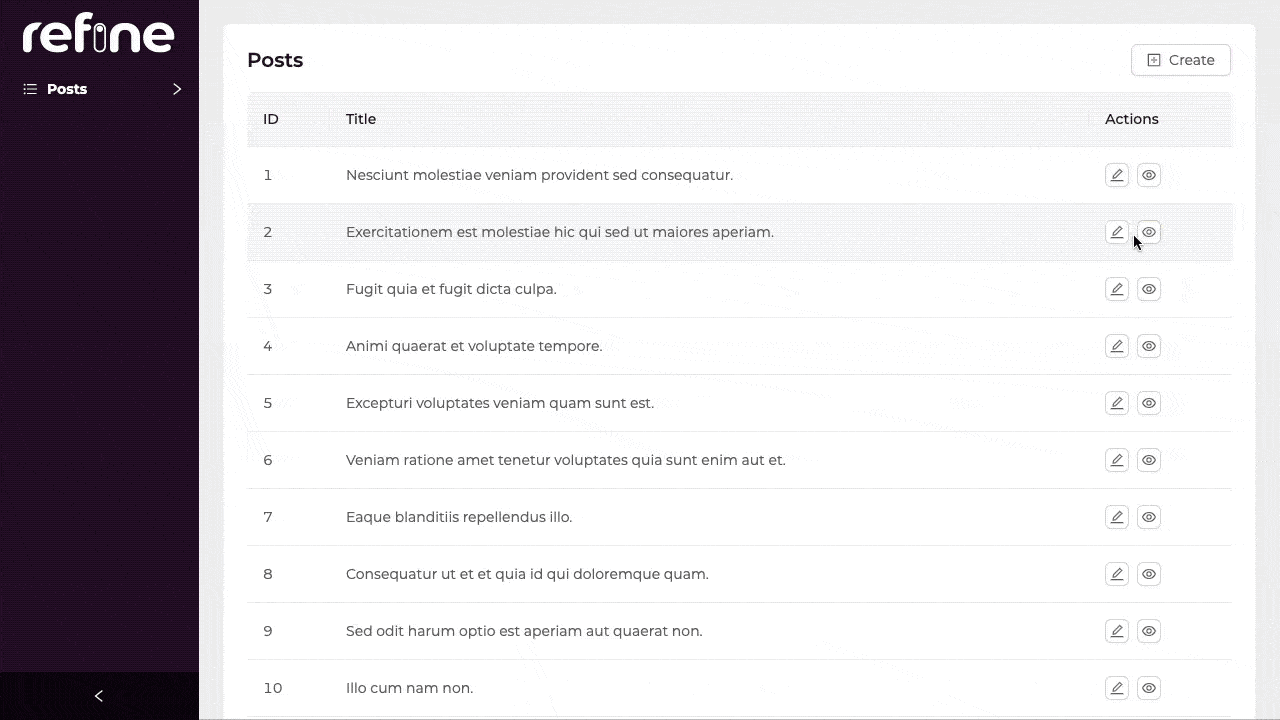 refine
Posts
Posts
Create
ID Title Actions
1 Nesciunt molestiae veniam provident sed consequatur.
2 Exercitationem est molestiae hic qui sed ut maiores aperiam.
3 Fugit quia et fugit dicta culpa.
4 Animi quaerat et voluptate tempore.
5 Excepturi voluptates veniam quam sunt est.
6 Veniam ratione amet tenetur voluptates quia sunt enim aut et.
7 Eaque blanditiis repellendus illo.
8 Consequatur ut et et quia id qui doloremque quam.
9 Sed odit harum optio est aperiam aut quaerat non.
10 Illo cum nam non.